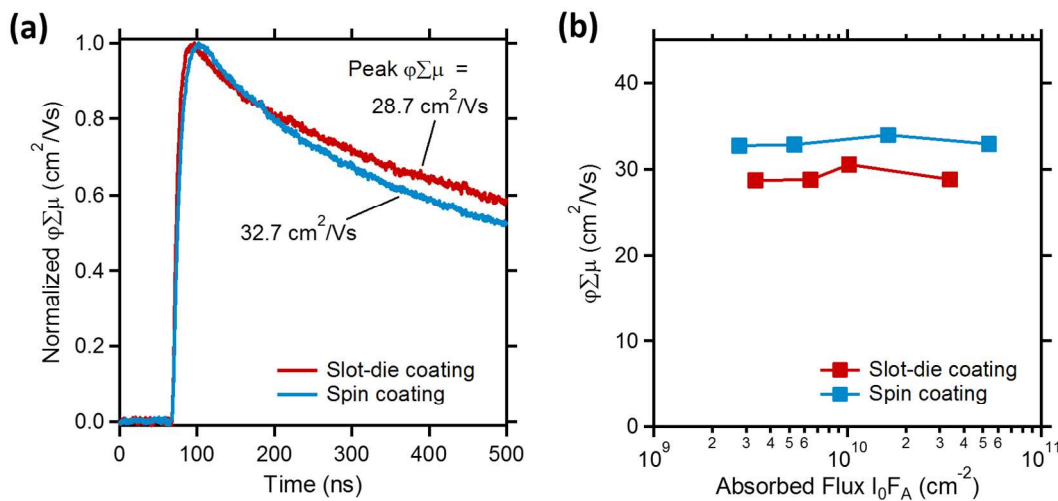 (a)
Normalized φΣμ (cm²/Vs)
1.0
0.8
0.6
0.4
0.2
0.0
Peak φΣμ =
28.7 cm²/Vs
32.7 cm²/Vs
Slot-die coating
Spin coating
0 100 200 300 400 500
Time (ns)
(b)
φΣμ (cm²/Vs)
40
30
20
10
0
Slot-die coating
Spin coating
10⁹ 2 3 4 5 6 10¹⁰ 2 3 4 5 6 10¹¹
Absorbed Flux I₀F_A (cm⁻²)